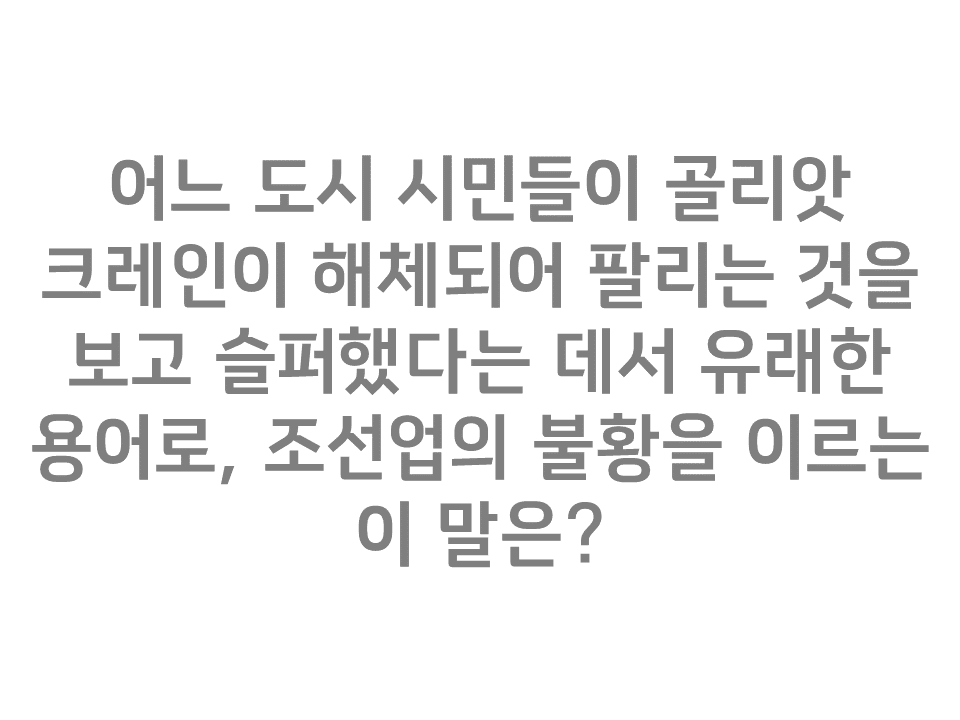 어느 도시 시민들이 골리앗
크레인이 해체되어 팔리는 것을
보고 슬퍼했다는 데서 유래한
용어로, 조선업의 불황을 이르는
이 말은?